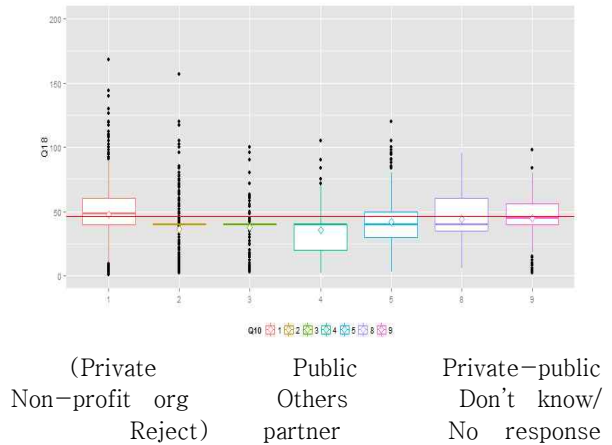 200
150
100
50
0
Q18
1 2 3 4 5 8 9
Q10 1 2 3 4 5 8 9
(Private Public Private-public
Non-profit org Others Don't know/
Reject) partner No response